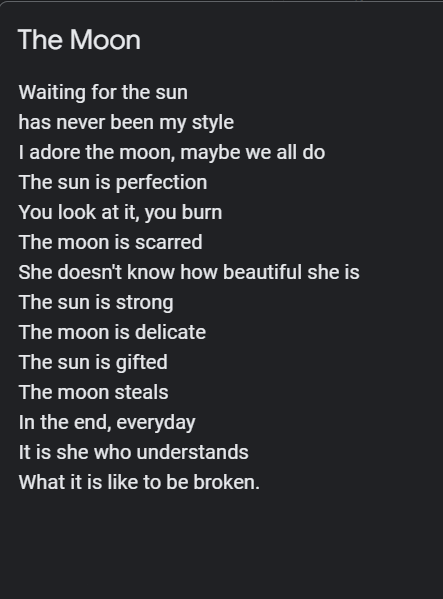 The Moon
Waiting for the sun
has never been my style
I adore the moon, maybe we all do
The sun is perfection
You look at it, you burn
The moon is scarred
She doesn't know how beautiful she is
The sun is strong
The moon is delicate
The sun is gifted
The moon steals
In the end, everyday
It is she who understands
What it is like to be broken.